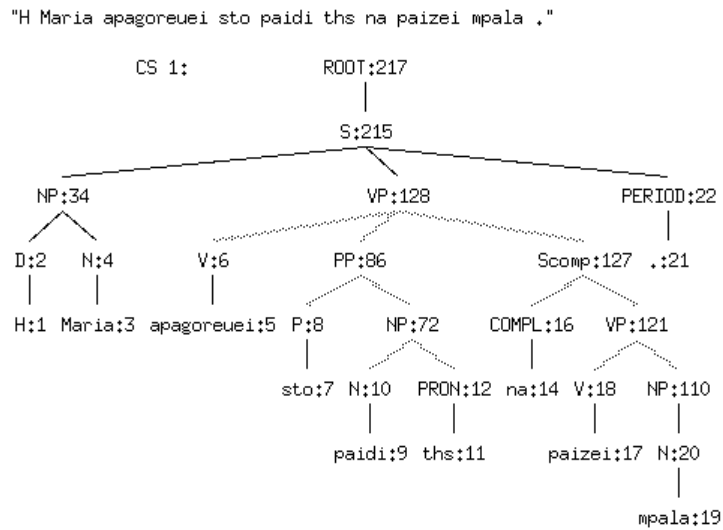 "H Maria apagoreuei sto paidi ths na paizei mpala ."
CS 1: ROOT:217
S:215
NP:34 VP:128 PERIOD:22
D:2 N:4 V:6 PP:86 Scomp:127 .:21
H:1 Maria:3 apagoreuei:5 P:8 NP:72 COMPL:16 VP:121
sto:7 N:10 PRON:12 na:14 V:18 NP:110
paidi:9 ths:11 paizei:17 N:20
mpala:19